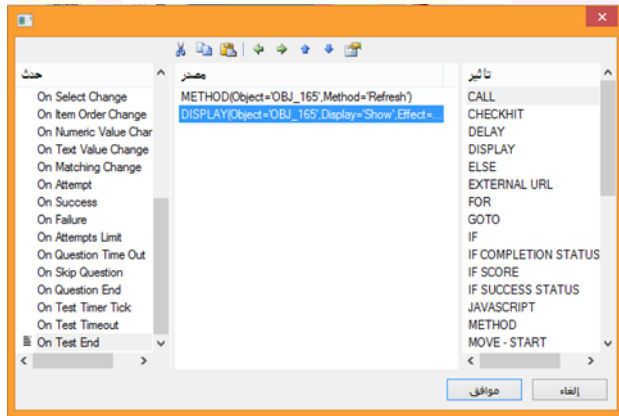 حدث
On Select Change
On Item Order Change
On Numeric Value Char
On Text Value Change
On Matching Change
On Attempt
On Success
On Failure
On Attempts Limit
On Question Time Out
On Skip Question
On Question End
On Test Timer Tick
On Test Timeout
On Test End
مصدر
METHOD(Object='OBJ_165',Method='Refresh')
DISPLAY(Object='OBJ_165',Display='Show',Effect=...
تاثير
CALL
CHECKHIT
DELAY
DISPLAY
ELSE
EXTERNAL URL
FOR
GOTO
IF
IF COMPLETION STATUS
IF SCORE
IF SUCCESS STATUS
JAVASCRIPT
METHOD
MOVE - START
موافق
إلغاء